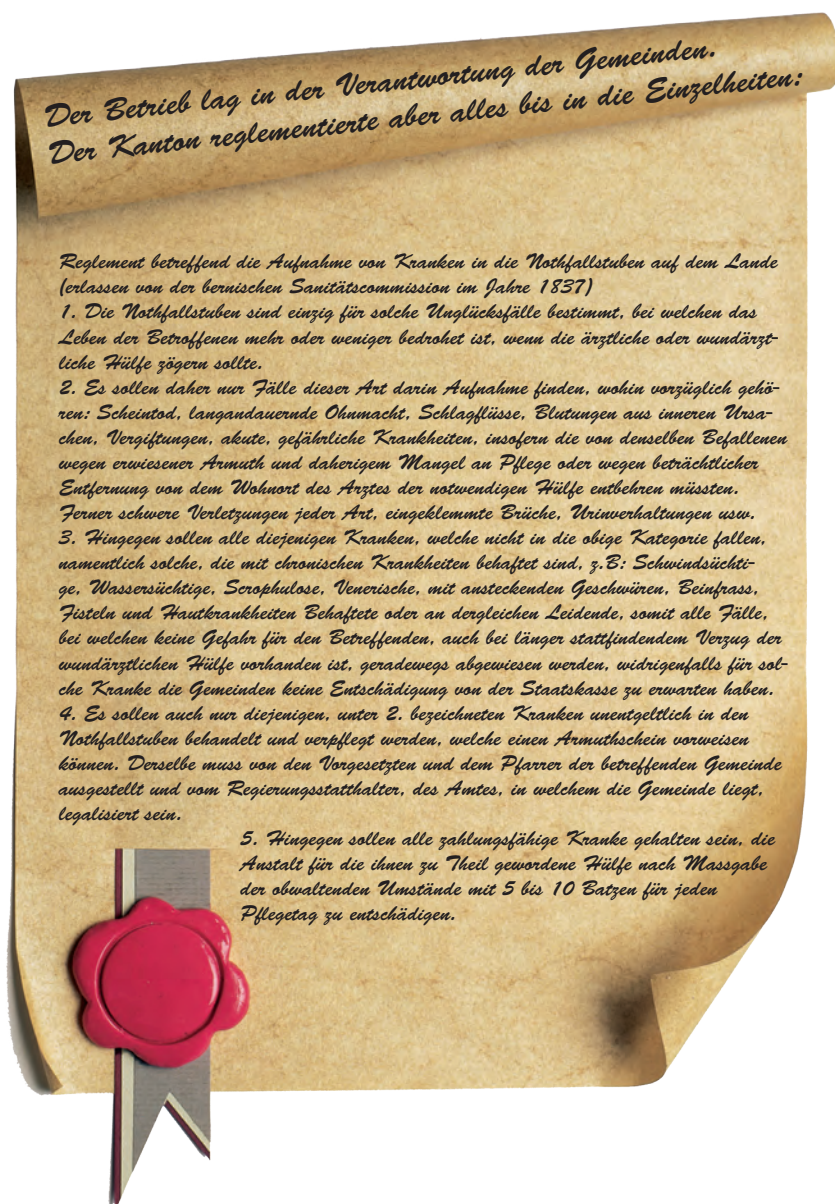 Der Betrieb lag in der Verantwortung der Gemeinden.
Der Kanton reglementierte aber alles bis in die Einzelheiten:
Reglement betreffend die Aufnahme von Kranken in die Nothfallstuben auf dem Lande
(erlassen von der bernischen Sanitätscommission im Jahre 1837)
1. Die Nothfallstuben sind einzig für solche Unglücksfälle bestimmt, bei welchen das
Leben der Betroffenen mehr oder weniger bedrohet ist, wenn die ärztliche oder wundärzt-
liche Hülfe zögern sollte.
2. Es sollen daher nur Fälle dieser Art darin Aufnahme finden, wohin vorzüglich gehö-
ren: Scheintod, langandauernde Ohnmacht, Schlagflüsse, Blutungen aus inneren Ursa-
chen, Vergiftungen, akute, gefährliche Krankheiten, insofern die von denselben Befallenen
wegen erwiesener Armuth und daherigem Mangel an Pflege oder wegen beträchtlicher
Entfernung von dem Wohnort des Arztes der notwendigen Hülfe entbehren müssten.
Ferner schwere Verletzungen jeder Art, eingeklemmte Brüche, Urinverhaltungen usw.
3. Hingegen sollen alle diejenigen Kranken, welche nicht in die obige Kategorie fallen,
namentlich solche, die mit chronischen Krankheiten behaftet sind, z.B: Schwindsüchti-
ge, Wassersüchtige, Scrophulose, Venerische, mit ansteckenden Geschwüren, Beinfrass,
Fisteln und Hautkrankheiten Behaftete oder an dergleichen Leidende, somit alle Fälle,
bei welchen keine Gefahr für den Betreffenden, auch bei länger stattfindendem Verzug der
wundärztlichen Hülfe vorhanden ist, geradewegs abgewiesen werden, widrigenfalls für sol-
che Kranke die Gemeinden keine Entschädigung von der Staatskasse zu erwarten haben.
4. Es sollen auch nur diejenigen, unter 2. bezeichneten Kranken unentgeltlich in den
Nothfallstuben behandelt und verpflegt werden, welche einen Armuthschein vorweisen
können. Derselbe muss von den Vorgesetzten und dem Pfarrer der betreffenden Gemeinde
ausgestellt und vom Regierungsstatthalter, des Amtes, in welchem die Gemeinde liegt,
legalisiert sein.
5. Hingegen sollen alle zahlungsfähige Kranke gehalten sein, die
Anstalt für die ihnen zu Theil gewordene Hülfe nach Massgabe
der obwaltenden Umstände mit 5 bis 10 Batzen für jeden
Pflegetag zu entschädigen.